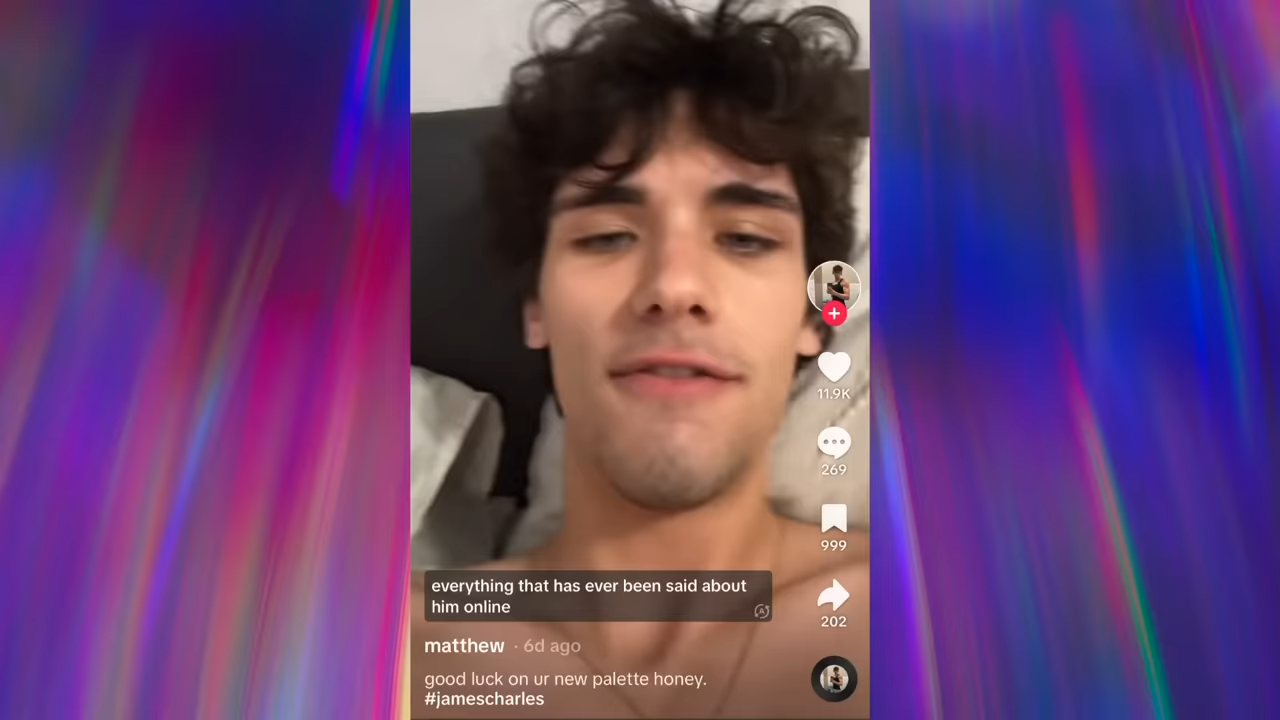 11.9K
269
999
202
everything that has ever been said about
him online
matthew · 6d ago
good luck on ur new palette honey.
#jamescharles